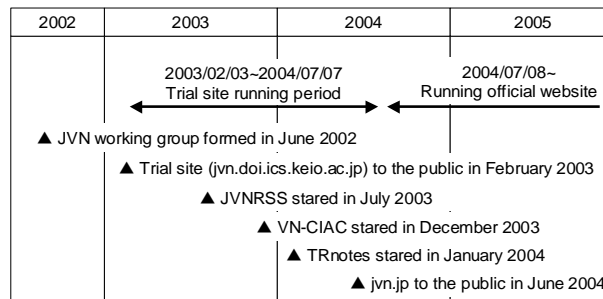 2002 2003 2004 2005
2003/02/03~2004/07/07
Trial site running period
2004/07/08~
Running official website
▲ JVN working group formed in June 2002
▲ Trial site (jvn.doi.ics.keio.ac.jp) to the public in February 2003
▲ JVNRSS stared in July 2003
▲ VN-CIAC stared in December 2003
▲ TRnotes stared in January 2004
▲ jvn.jp to the public in June 2004